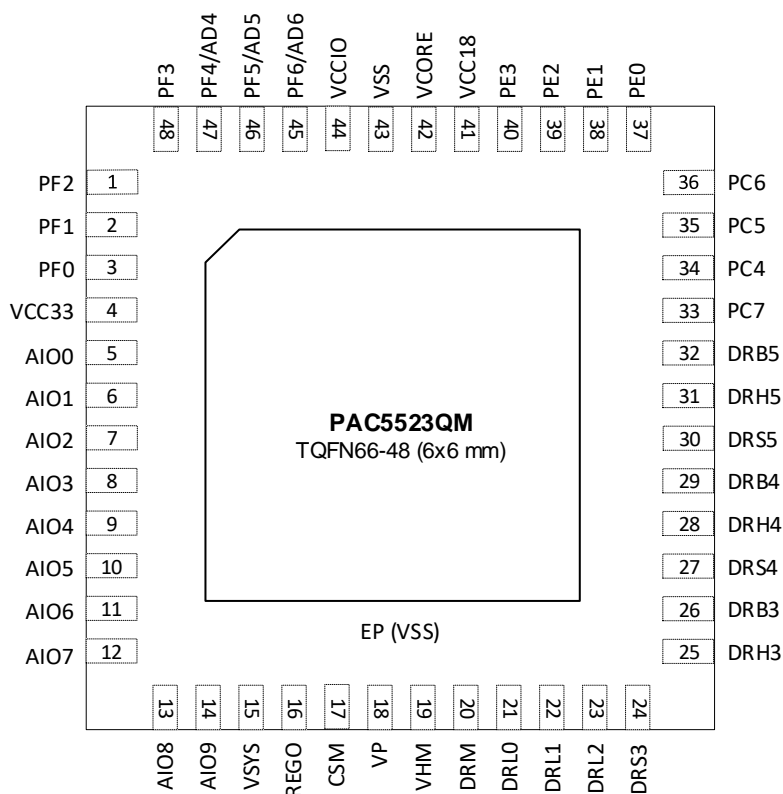 PF3 PF4/AD4 PF5/AD5 PF6/AD6 VCCIO VSS VCORE VCC18 PE3 PE2 PE1 PE0
48 47 46 45 44 43 42 41 40 39 38 37
PF2 1 36 PC6
PF1 2 35 PC5
PF0 3 34 PC4
VCC33 4 33 PC7
AIO0 5 32 DRB5
AIO1 6 31 DRH5
AIO2 7 30 DRS5
AIO3 8 29 DRB4
AIO4 9 28 DRH4
AIO5 10 27 DRS4
AIO6 11 26 DRB3
AIO7 12 25 DRH3
PAC5523QM
TQFN66-48 (6x6 mm)
EP (VSS)
13 14 15 16 17 18 19 20 21 22 23 24
AIO8 AIO9 VSYS REGO CSM VP VHM DRM DRL0 DRL1 DRL2 DRS3